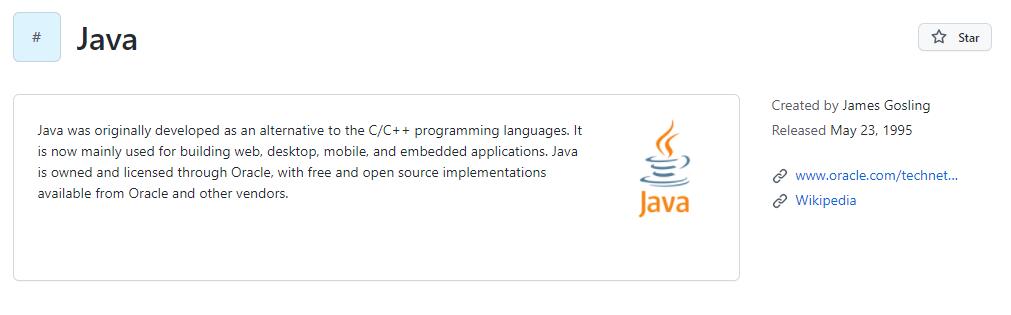 #
Java
Star
Java was originally developed as an alternative to the C/C++ programming languages. It
is now mainly used for building web, desktop, mobile, and embedded applications. Java
is owned and licensed through Oracle, with free and open source implementations
available from Oracle and other vendors.
Java
Created by James Gosling
Released May 23, 1995
www.oracle.com/technet...
Wikipedia